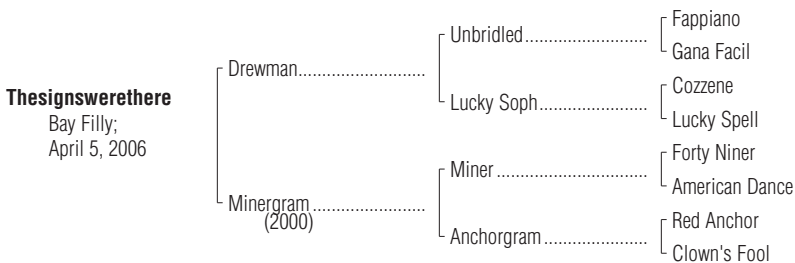 Thesignswerethere
Bay Filly;
April 5, 2006
Drewman...........................
Minergram........................
(2000)
Unbridled..........................
Lucky Soph.......................
Miner................................
Anchorgram......................
Fappiano
Gana Facil
Cozzene
Lucky Spell
Forty Niner
American Dance
Red Anchor
Clown's Fool